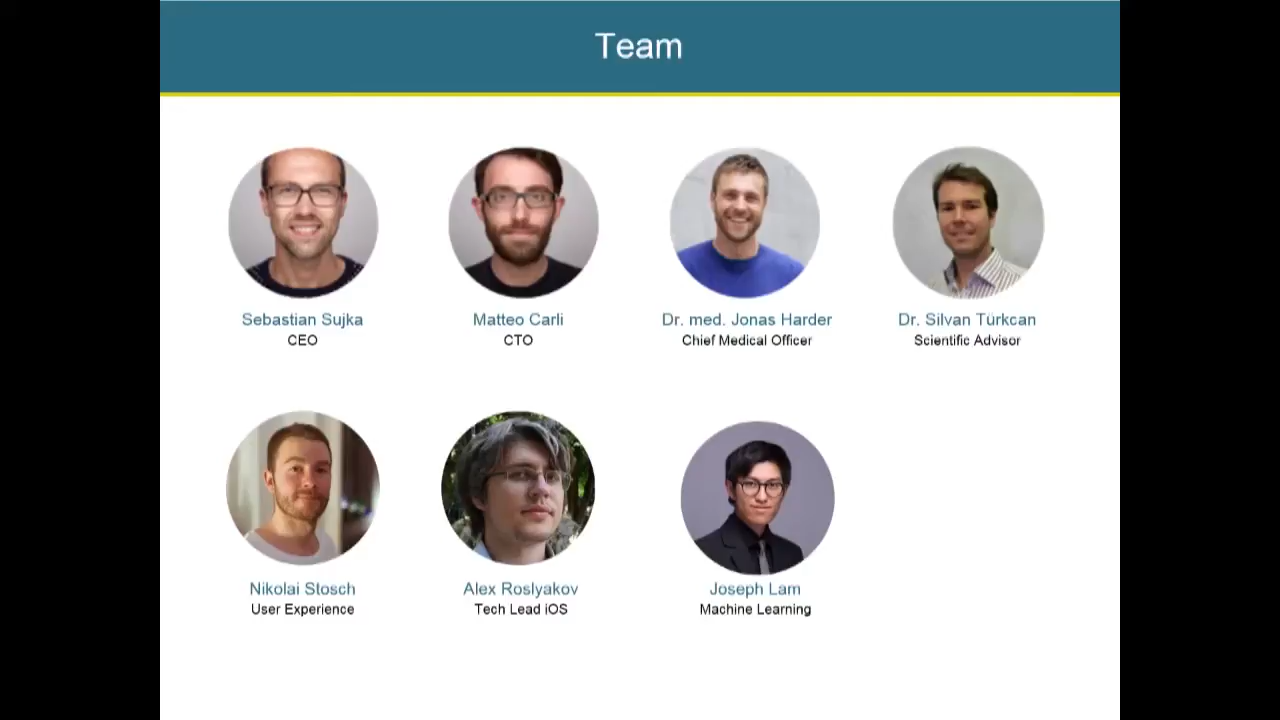 Team
Sebastian Sujka
CEO
Matteo Carli
CTO
Dr. med. Jonas Harder
Chief Medical Officer
Dr. Silvan Türkcan
Scientific Advisor
Nikolai Stosch
User Experience
Alex Roslyakov
Tech Lead iOS
Joseph Lam
Machine Learning